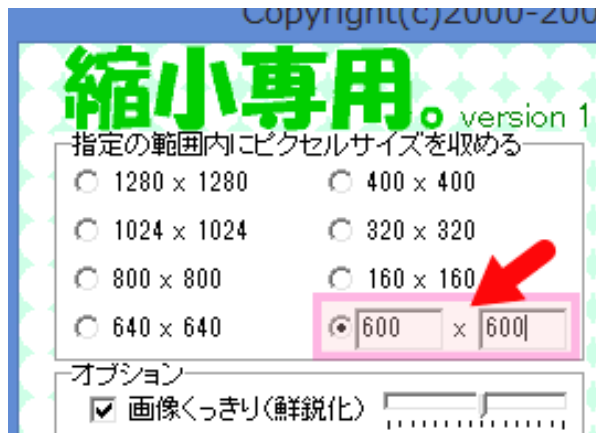 Copyright(c)2000-200
縮小専用。version 1
指定の範囲内にピクセルサイズを収める
1280 x 1280
400 x 400
1024 x 1024
320 x 320
800 x 800
160 x 160
640 x 640
600 x 600
オプション
画像くっきり(鮮鋭化)